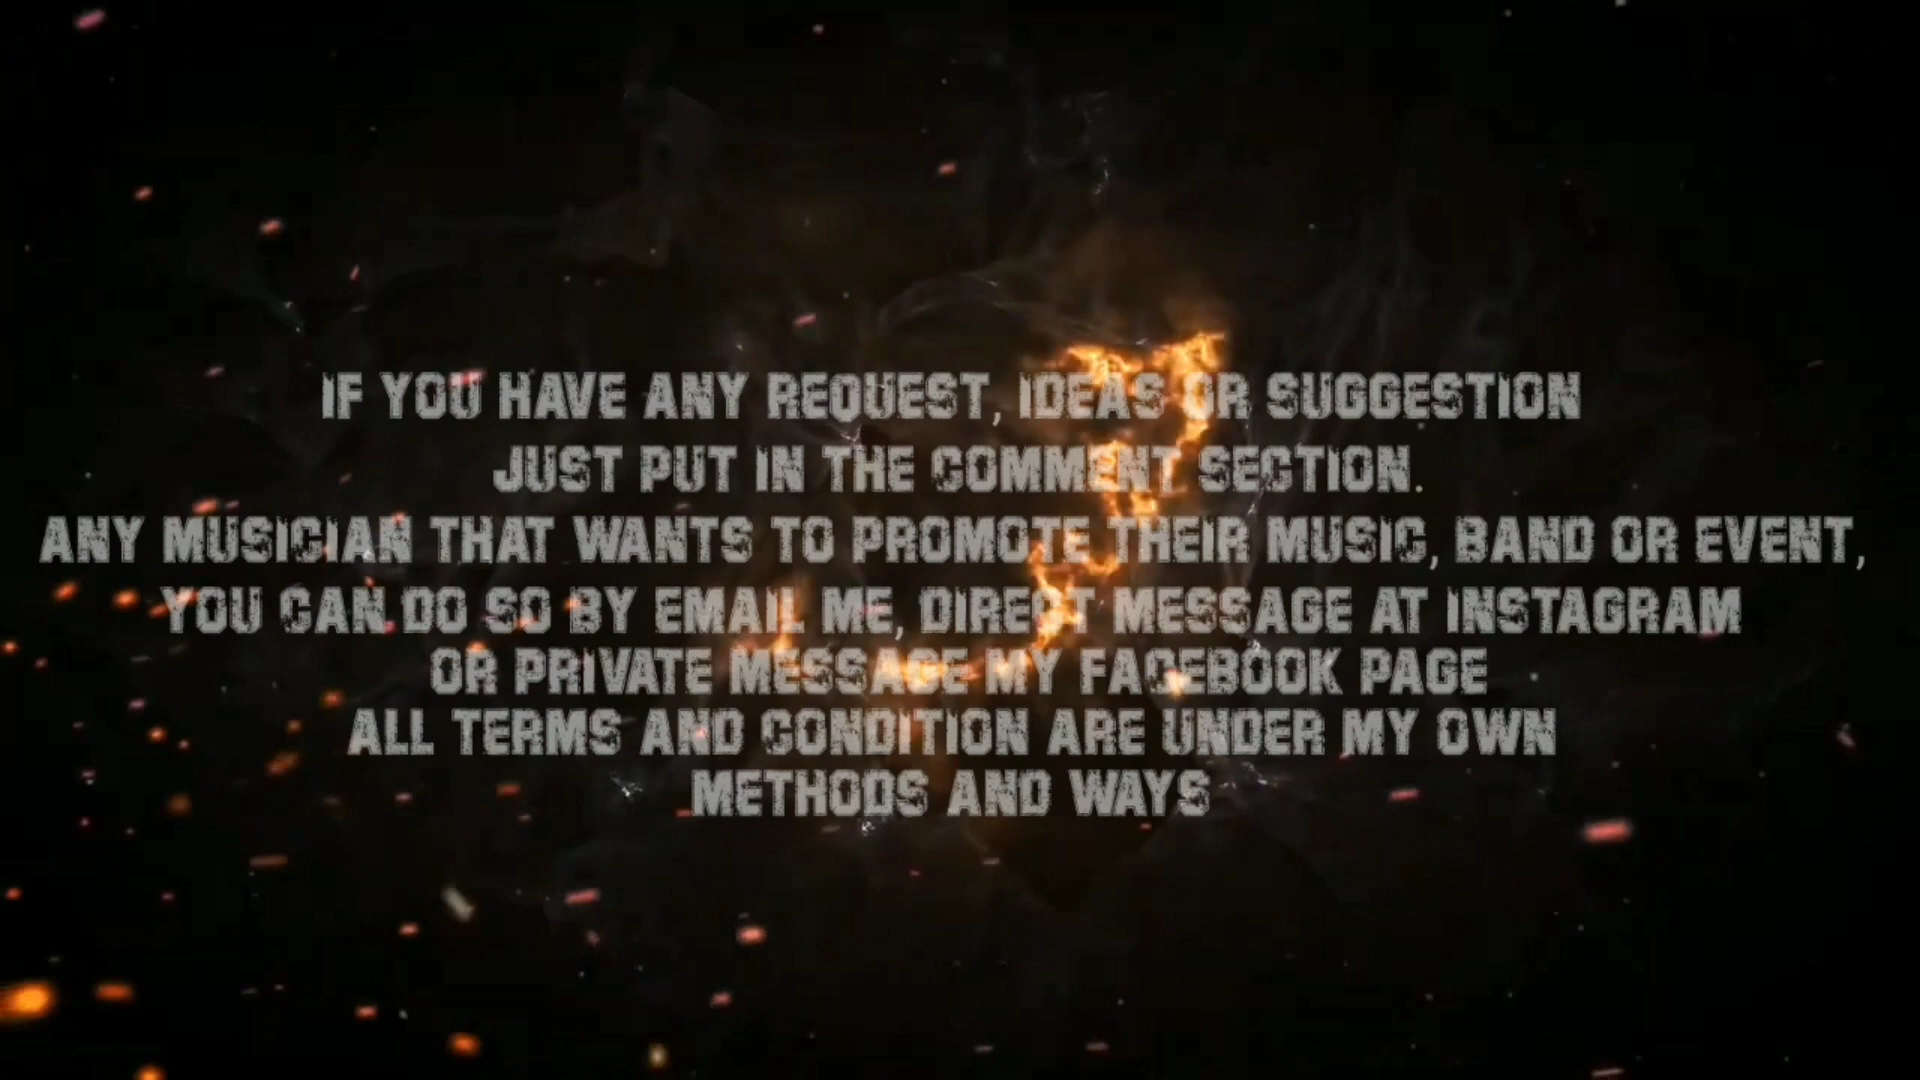 IF YOU HAVE ANY REQUEST, IDEAS OR SUGGESTION
JUST PUT IN THE COMMENT SECTION.
ANY MUSICIAN THAT WANTS TO PROMOTE THEIR MUSIC, BAND OR EVENT,
YOU CAN DO SO BY EMAIL ME, DIRECT MESSAGE AT INSTAGRAM
OR PRIVATE MESSAGE MY FACEBOOK PAGE
ALL TERMS AND CONDITION ARE UNDER MY OWN
METHODS AND WAYS